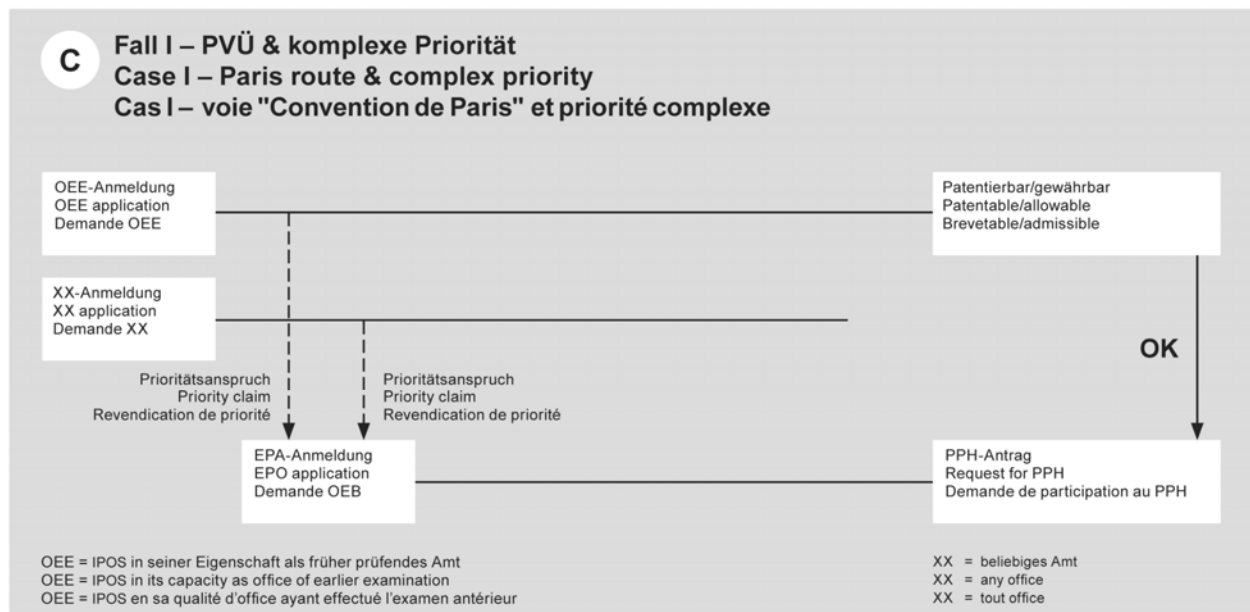 C
Fall I – PVÜ & komplexe Priorität
Case I – Paris route & complex priority
Cas I – voie "Convention de Paris" et priorité complexe
OEE-Anmeldung
OEE application
Demande OEE
Patentierbar/gewährbar
Patentable/allowable
Brevetable/admissible
XX-Anmeldung
XX application
Demande XX
OK
Prioritätsanspruch
Priority claim
Revendication de priorité
Prioritätsanspruch
Priority claim
Revendication de priorité
EPA-Anmeldung
EPO application
Demande OEB
PPH-Antrag
Request for PPH
Demande de participation au PPH
OEE = IPOS in seiner Eigenschaft als früher prüfendes Amt
OEE = IPOS in its capacity as office of earlier examination
OEE = IPOS en sa qualité d'office ayant effectué l'examen antérieur
XX = beliebiges Amt
XX = any office
XX = tout office